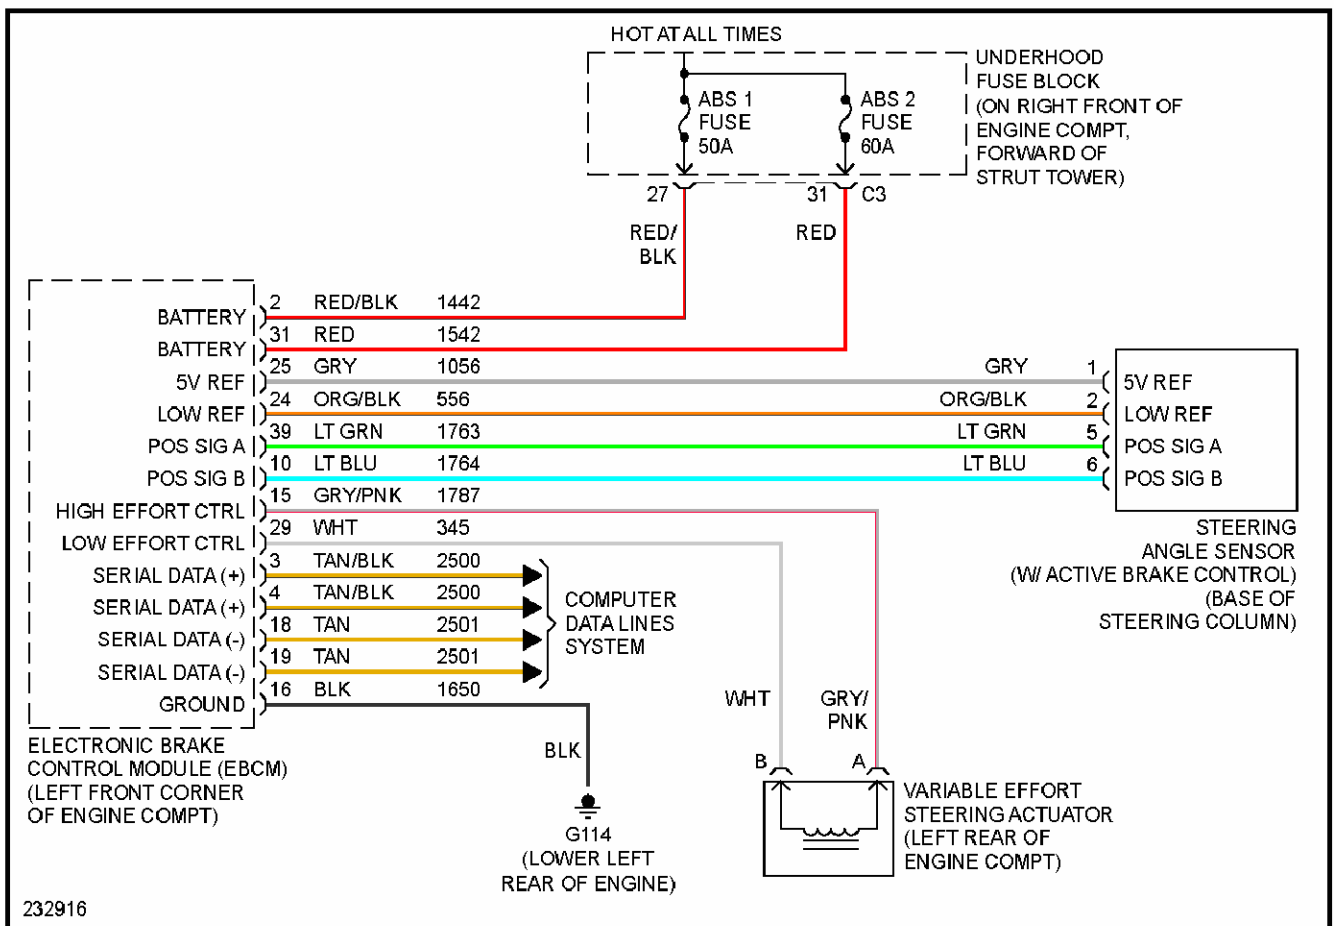 HOT AT ALL TIMES
UNDERHOOD
FUSE BLOCK
(ON RIGHT FRONT OF
ENGINE COMPT,
FORWARD OF
STRUT TOWER)
ABS 1
FUSE
50A
ABS 2
FUSE
60A
27
31 C3
RED/
BLK
RED
BATTERY 2 RED/BLK 1442
BATTERY 31 RED 1542
5V REF 25 GRY 1056
LOW REF 24 ORG/BLK 556
POS SIG A 39 LT GRN 1763
POS SIG B 10 LT BLU 1764
HIGH EFFORT CTRL 15 GRY/PNK 1787
LOW EFFORT CTRL 29 WHT 345
SERIAL DATA (+) 3 TAN/BLK 2500
SERIAL DATA (+) 4 TAN/BLK 2500
SERIAL DATA (-) 18 TAN 2501
SERIAL DATA (-) 19 TAN 2501
GROUND 16 BLK 1650
GRY 1 5V REF
ORG/BLK 2 LOW REF
LT GRN 5 POS SIG A
LT BLU 6 POS SIG B
STEERING
ANGLE SENSOR
(W/ ACTIVE BRAKE CONTROL)
(BASE OF
STEERING COLUMN)
COMPUTER
DATA LINES
SYSTEM
ELECTRONIC BRAKE
CONTROL MODULE (EBCM)
(LEFT FRONT CORNER
OF ENGINE COMPT)
BLK
G114
(LOWER LEFT
REAR OF ENGINE)
WHT
GRY/
PNK
B
A
VARIABLE EFFORT
STEERING ACTUATOR
(LEFT REAR OF
ENGINE COMPT)
232916